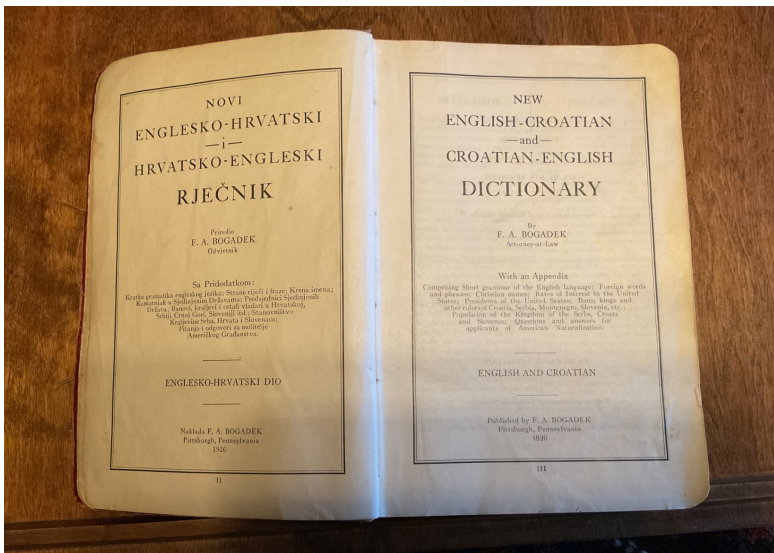 NOVI
ENGLESKO-HRVATSKI
—i—
HRVATSKO-ENGLESKI
RJEČNIK
Priredio
F. A. BOGADEK
Odvjetnik
Sa Pridodatkom:
Kratka gramatika engleskog jezika; Strane riječi i fraze; Krsna imena;
Kamatnjak u Sjedinjenim Državama; Predsjednici Sjedinjenih
Država; Banovi, kraljevi i ostali vladari u Hrvatskoj,
Srbiji, Crnoj Gori, Sloveniji itd.; Stanovništvo
Kraljevine Srba, Hrvata i Slovenaca;
Pitanja i odgovori za molitelje
Američkog Građanstva.
ENGLESKO-HRVATSKI DIO
Naklada F. A. BOGADEK
Pittsburgh, Pennsylvania
1926
II
NEW
ENGLISH-CROATIAN
—and—
CROATIAN-ENGLISH
DICTIONARY
By
F. A. BOGADEK
Attorney-at-Law
With an Appendix
Comprising Short grammar of the English language; Foreign words
and phrases; Christian names; Rates of Interest in the United
States; Presidents of the United States; Bans, kings and
other rulers of Croatia, Serbia, Montenegro, Slovenia, etc.;
Population of the Kingdom of the Serbs, Croats
and Slovenes; Questions and answers for
applicants of American Naturalization.
ENGLISH AND CROATIAN
Published by F. A. BOGADEK
Pittsburgh, Pennsylvania
1926
III